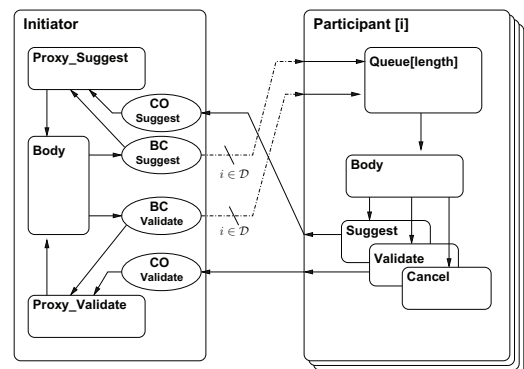 Initiator
Proxy_Suggest
CO
Suggest
BC
Suggest
i ∈ 𝒟
Body
BC
Validate
i ∈ 𝒟
CO
Validate
Proxy_Validate
Participant [i]
Queue[length]
Body
Suggest
Validate
Cancel